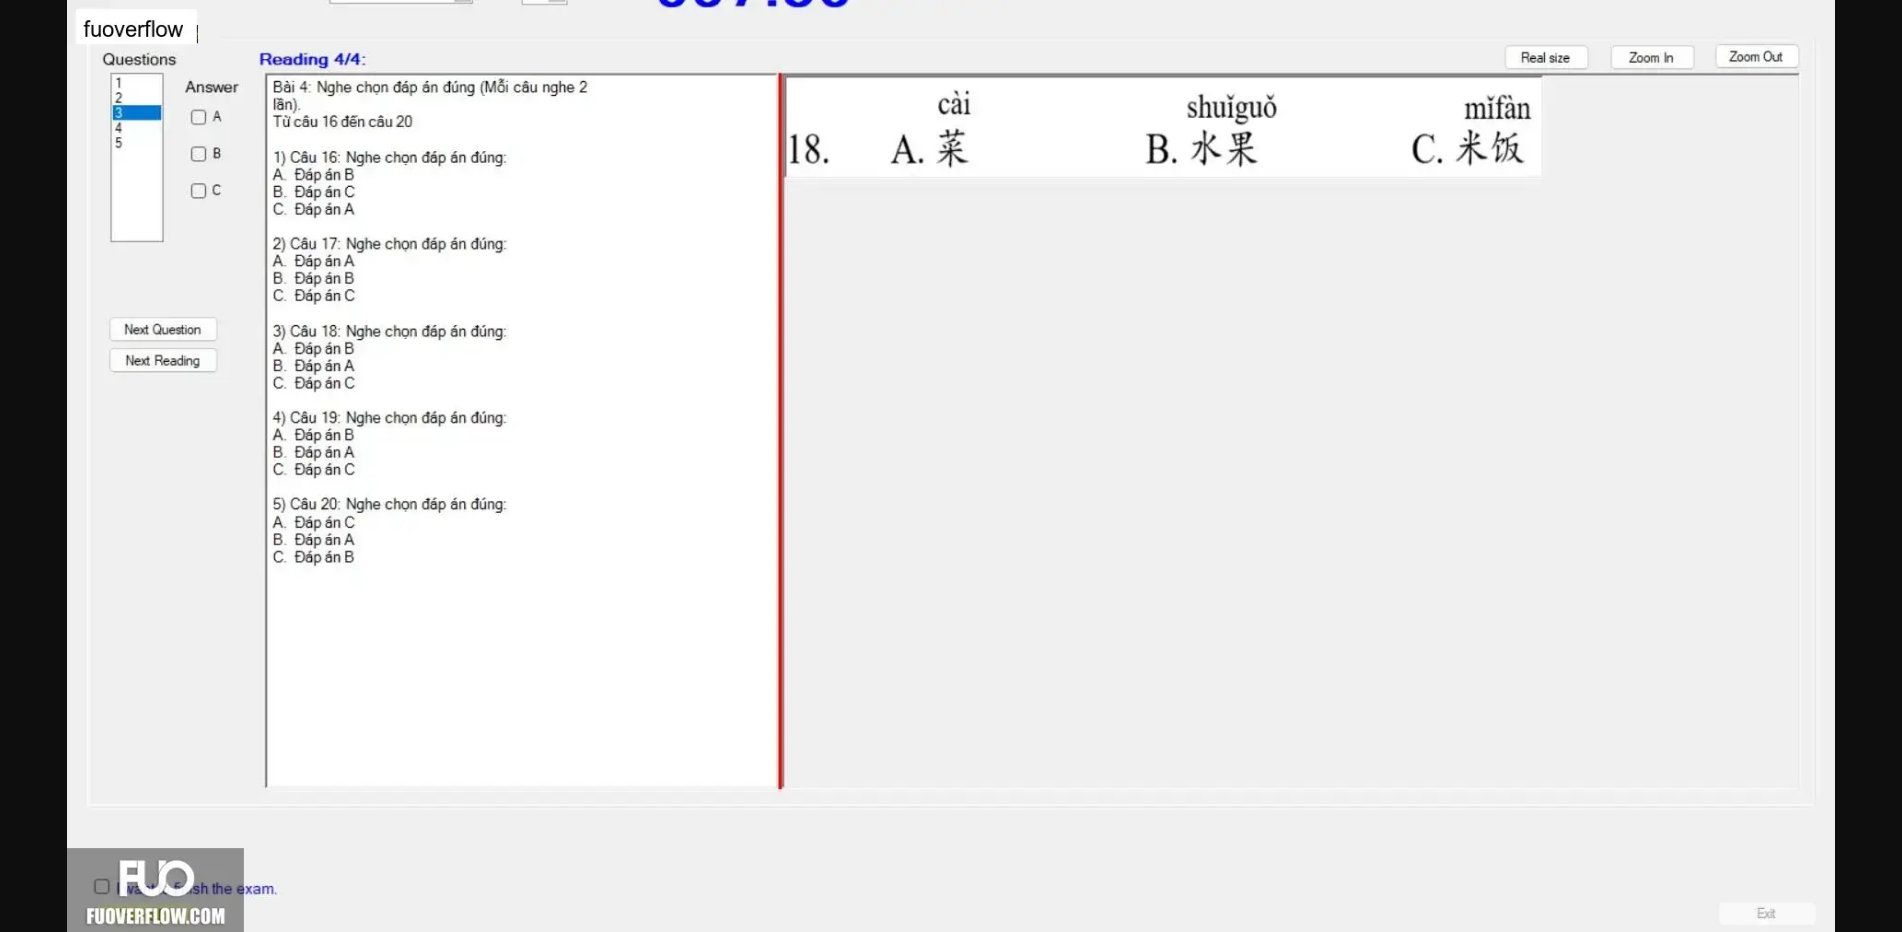 fuoverflow
Questions
Reading 4/4:
Real size
Zoom In
Zoom Out
1
2
3
4
5
Answer
A
B
C
Next Question
Next Reading
Bài 4: Nghe chọn đáp án đúng (Mỗi câu nghe 2
lần).
Từ câu 16 đến câu 20
1) Câu 16: Nghe chọn đáp án đúng:
A. Đáp án B
B. Đáp án C
C. Đáp án A
2) Câu 17: Nghe chọn đáp án đúng:
A. Đáp án A
B. Đáp án B
C. Đáp án C
3) Câu 18: Nghe chọn đáp án đúng:
A. Đáp án B
B. Đáp án A
C. Đáp án C
4) Câu 19: Nghe chọn đáp án đúng:
A. Đáp án B
B. Đáp án A
C. Đáp án C
5) Câu 20: Nghe chọn đáp án đúng:
A. Đáp án C
B. Đáp án A
C. Đáp án B
cài shuǐguǒ mǐfàn
18. A. 菜 B. 水果 C. 米饭
FUO
the exam.
FUOVERFLOW.COM
Exit